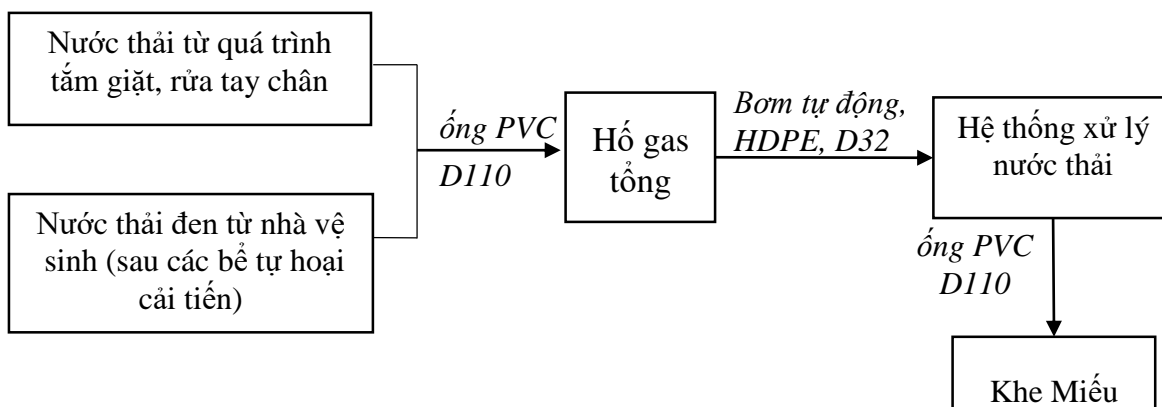 Nước thải từ quá trình
tắm giặt, rửa tay chân
Nước thải đen từ nhà vệ
sinh (sau các bể tự hoại
cải tiến)
ống PVC
D110
Hố gas
tổng
Bơm tự động,
HDPE, D32
Hệ thống xử lý
nước thải
ống PVC
D110
Khe Miếu